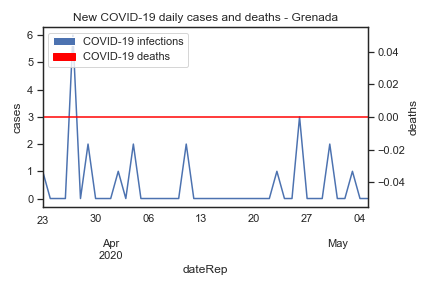 New COVID-19 daily cases and deaths - Grenada
COVID-19 infections
COVID-19 deaths
cases
6
5
4
3
2
1
0
deaths
0.04
0.02
0.00
−0.02
−0.04
23 30 06 13 20 27 04
Apr May
2020
dateRep